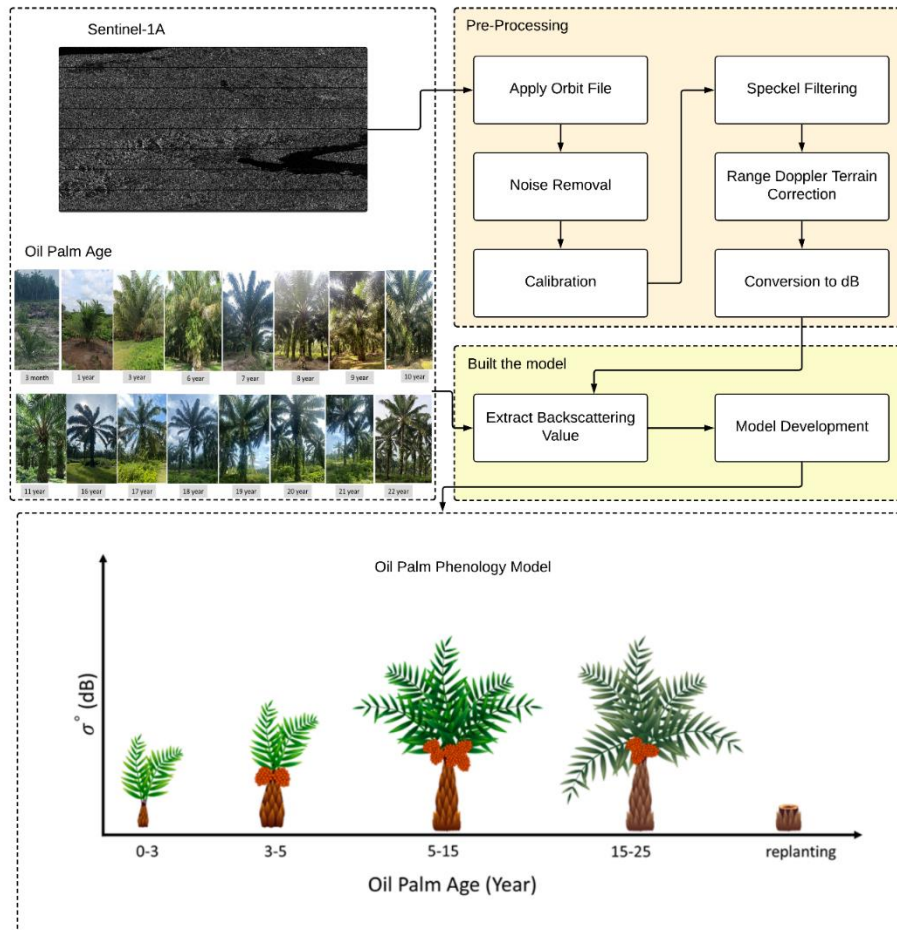 Sentinel-1A
Oil Palm Age
3 month
1 year
3 year
6 year
7 year
8 year
9 year
10 year
11 year
16 year
17 year
18 year
19 year
20 year
21 year
22 year
Pre-Processing
Apply Orbit File
Noise Removal
Calibration
Speckel Filtering
Range Doppler Terrain
Correction
Conversion to dB
Built the model
Extract Backscattering
Value
Model Development
Oil Palm Phenology Model
σ° (dB)
0-3
3-5
5-15
15-25
replanting
Oil Palm Age (Year)